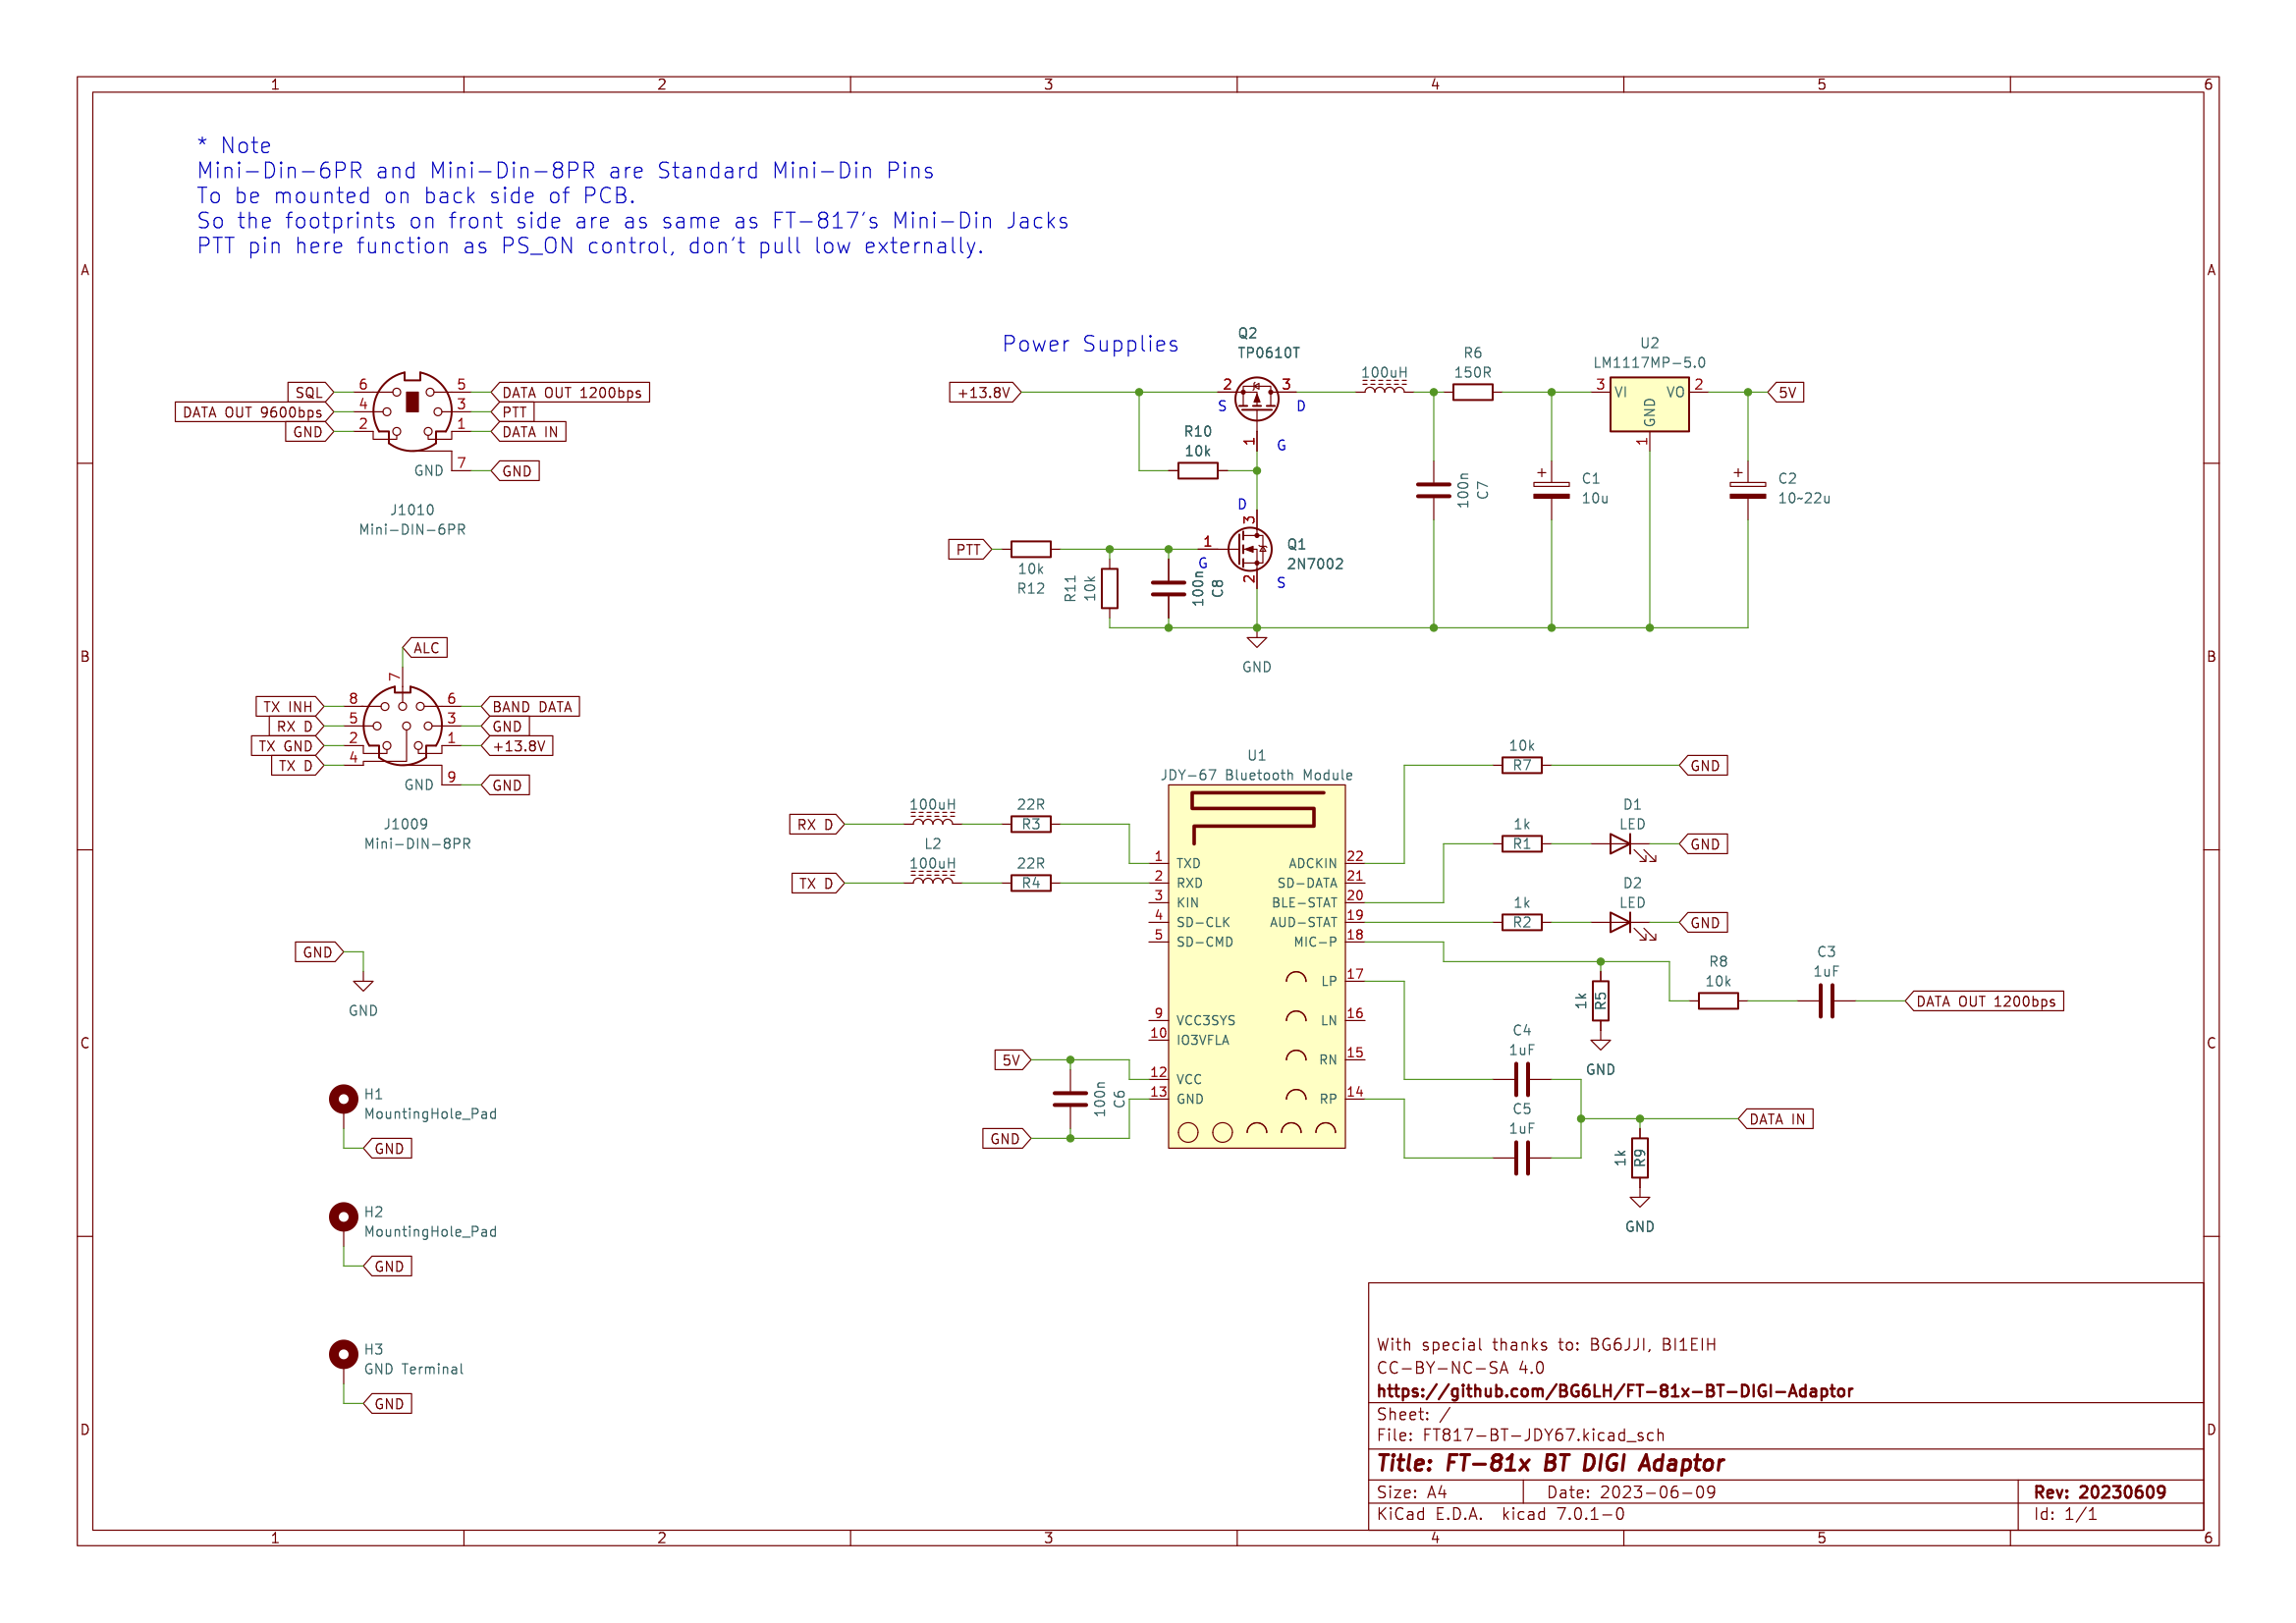 1 2 3 4 5 6
A A
B B
C C
D D
* Note
Mini-Din-6PR and Mini-Din-8PR are Standard Mini-Din Pins
To be mounted on back side of PCB.
So the footprints on front side are as same as FT-817's Mini-Din Jacks
PTT pin here function as PS_ON control, don't pull low externally.
SQL 6 5 DATA OUT 1200bps
DATA OUT 9600bps 4 3 PTT
GND 2 1 DATA IN
GND 7 GND
J1010
Mini-DIN-6PR
ALC
7
TX INH 8 6 BAND DATA
RX D 5 3 GND
TX GND 2 1 +13.8V
TX D 4
GND 9 GND
J1009
Mini-DIN-8PR
GND
GND
H1
MountingHole_Pad
GND
H2
MountingHole_Pad
GND
H3
GND Terminal
GND
Power Supplies
Q2
TP0610T
+13.8V
2 3
S D
1
G
R10
10k
100uH
R6
150R
U2
LM1117MP-5.0
3 VI VO 2
GND
1
5V
100n
C7
C1
10u
C2
10~22u
D
3
PTT
10k
R12
R11
10k
100n
C8
1
G
Q1
2N7002
2
S
GND
U1
JDY-67 Bluetooth Module
RX D 100uH 22R
R3
L2
TX D 100uH 22R
R4
1 TXD ADCKIN 22
2 RXD SD-DATA 21
3 KIN BLE-STAT 20
4 SD-CLK AUD-STAT 19
5 SD-CMD MIC-P 18
LP 17
9 VCC3SYS LN 16
10 IO3VFLA
RN 15
12 VCC
13 GND RP 14
5V
100n
C6
GND
10k
R7 GND
D1
1k LED
R1 GND
D2
1k LED
R2 GND
1k
R5
GND
R8
10k
C3
1uF
DATA OUT 1200bps
C4
1uF
C5
1uF
DATA IN
1k
R9
GND
With special thanks to: BG6JJI, BI1EIH
CC-BY-NC-SA 4.0
https://github.com/BG6LH/FT-81x-BT-DIGI-Adaptor
Sheet: /
File: FT817-BT-JDY67.kicad_sch
Title: FT-81x BT DIGI Adaptor
Size: A4 Date: 2023-06-09 Rev: 20230609
KiCad E.D.A. kicad 7.0.1-0 Id: 1/1
1 2 3 4 5 6